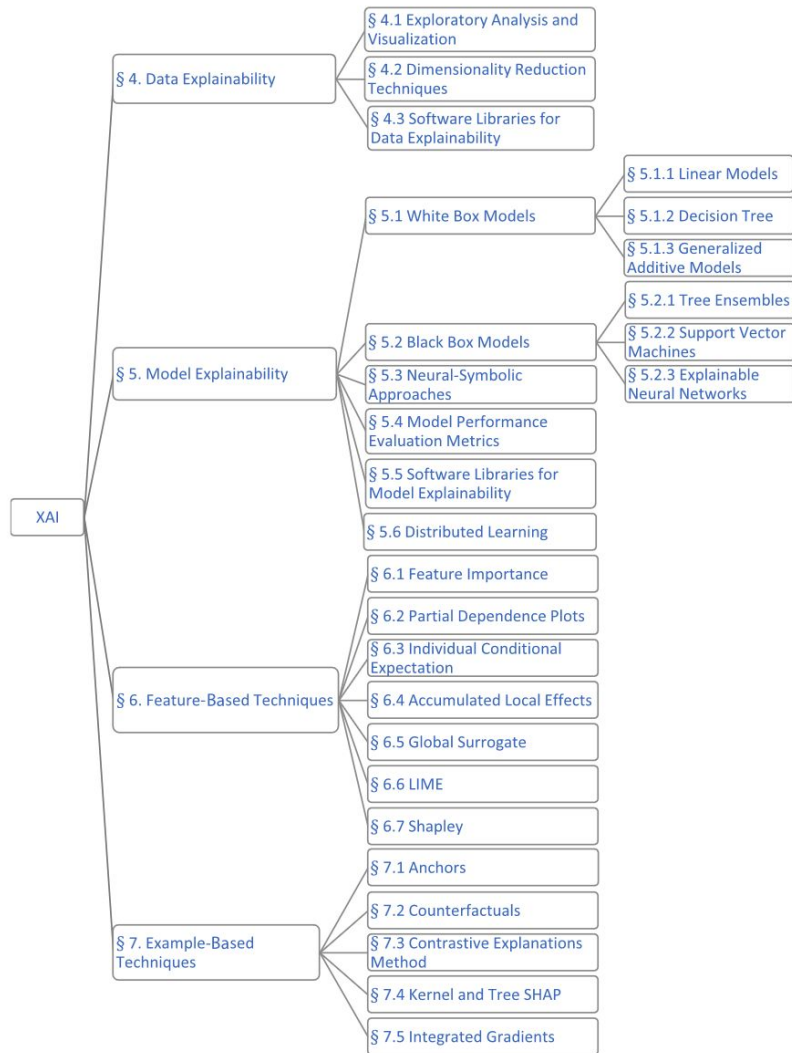 XAI
§ 4. Data Explainability
§ 4.1 Exploratory Analysis and
Visualization
§ 4.2 Dimensionality Reduction
Techniques
§ 4.3 Software Libraries for
Data Explainability
§ 5. Model Explainability
§ 5.1 White Box Models
§ 5.1.1 Linear Models
§ 5.1.2 Decision Tree
§ 5.1.3 Generalized
Additive Models
§ 5.2 Black Box Models
§ 5.2.1 Tree Ensembles
§ 5.2.2 Support Vector
Machines
§ 5.2.3 Explainable
Neural Networks
§ 5.3 Neural-Symbolic
Approaches
§ 5.4 Model Performance
Evaluation Metrics
§ 5.5 Software Libraries for
Model Explainability
§ 5.6 Distributed Learning
§ 6. Feature-Based Techniques
§ 6.1 Feature Importance
§ 6.2 Partial Dependence Plots
§ 6.3 Individual Conditional
Expectation
§ 6.4 Accumulated Local Effects
§ 6.5 Global Surrogate
§ 6.6 LIME
§ 6.7 Shapley
§ 7. Example-Based
Techniques
§ 7.1 Anchors
§ 7.2 Counterfactuals
§ 7.3 Contrastive Explanations
Method
§ 7.4 Kernel and Tree SHAP
§ 7.5 Integrated Gradients